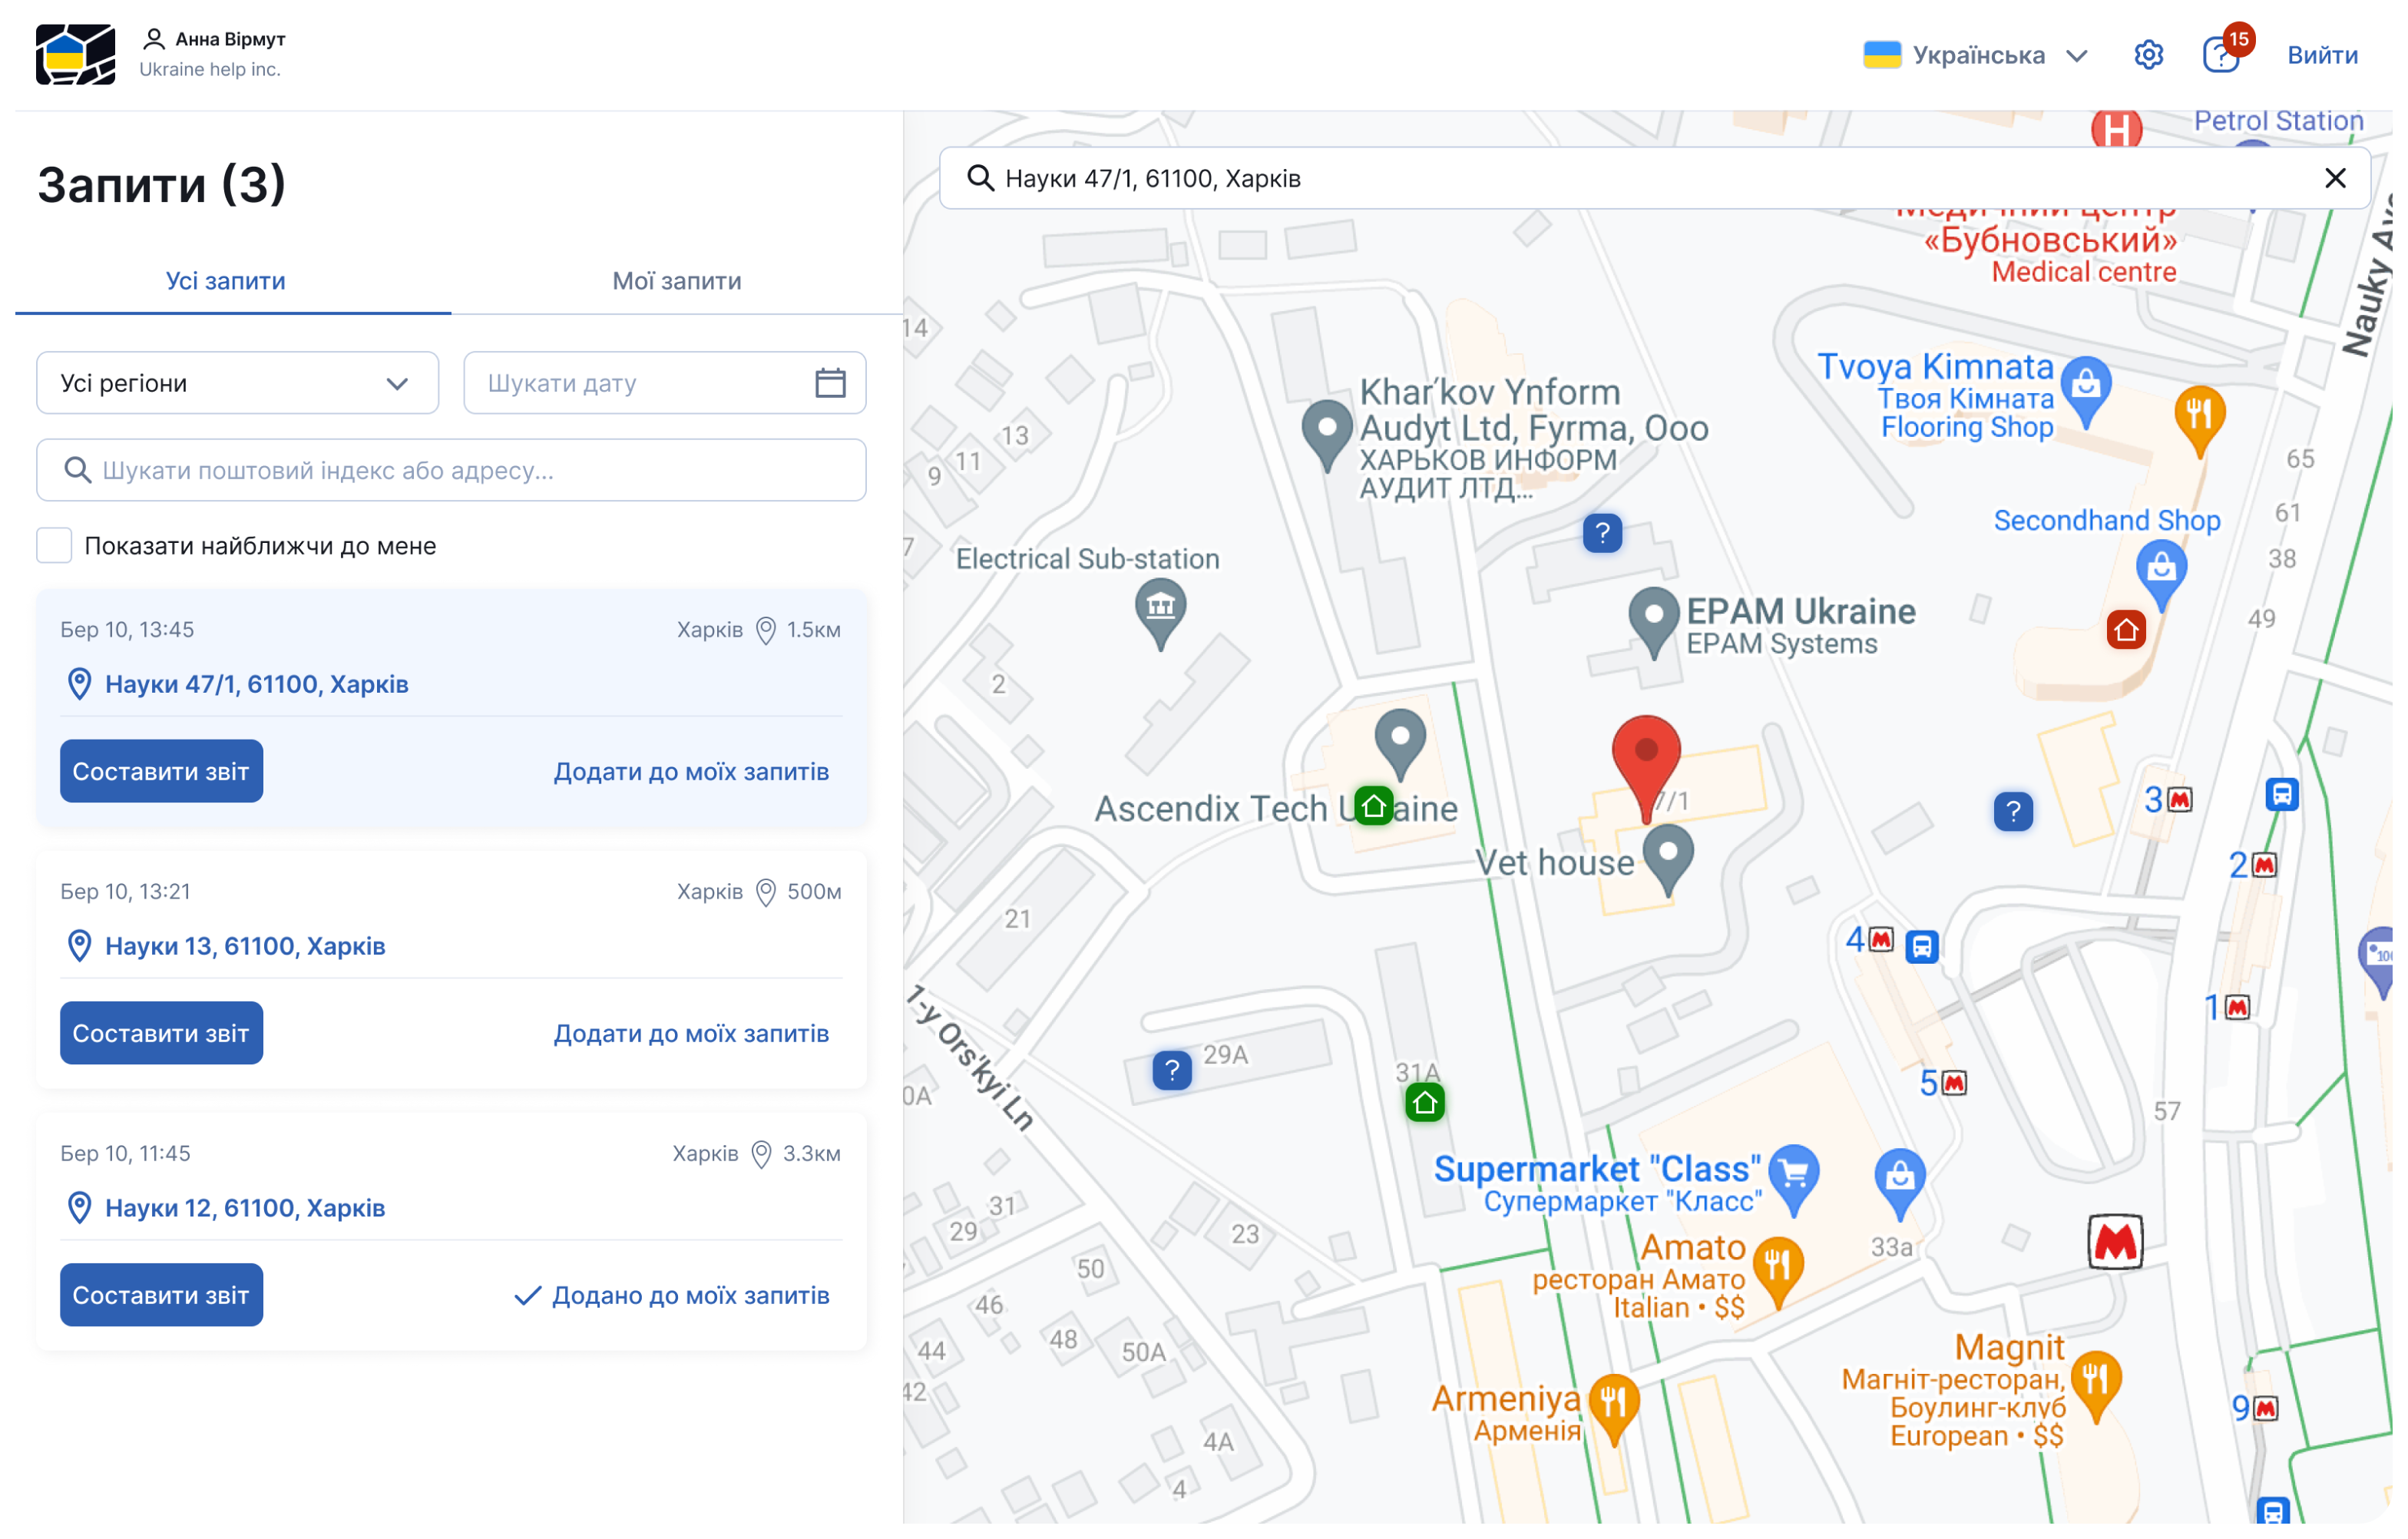 Анна Вірмут
Ukraine help inc.
Українська
15
Вийти
Запити (3)
Усі запити
Мої запити
Усі регіони
Шукати дату
Шукати поштовий індекс або адресу...
Показати найближчи до мене
Бер 10, 13:45
Харків 1.5км
Науки 47/1, 61100, Харків
Составити звіт
Додати до моїх запитів
Бер 10, 13:21
Харків 500м
Науки 13, 61100, Харків
Составити звіт
Додати до моїх запитів
Бер 10, 11:45
Харків 3.3км
Науки 12, 61100, Харків
Составити звіт
Додано до моїх запитів
H
Petrol Station
Науки 47/1, 61100, Харків
Медичний центр
«Бубновський»
Medical centre
Nauky Ave
14
Khar'kov Ynform
Audyt Ltd, Fyrma, Ooo
ХАРЬКОВ ИНФОРМ
АУДИТ ЛТД...
Tvoya Kimnata
Твоя Кімната
Flooring Shop
13
11
9
65
61
Secondhand Shop
?
7
Electrical Sub-station
38
EPAM Ukraine
EPAM Systems
49
2
Ascendix Tech U aine
7/1
?
3 M
Vet house
2 M
21
4 M
1 M
1-y Ors'kyi Ln
?
29A
31A
5 M
0A
57
Supermarket "Class"
Супермаркет "Класс"
31
29
23
33a
M
Amato
ресторан Амато
Italian • $$
50
46
48
44
50A
42
Magnit
Магніт-ресторан,
Боулинг-клуб
European • $$
Armeniya
Арменія
9 M
4A
4